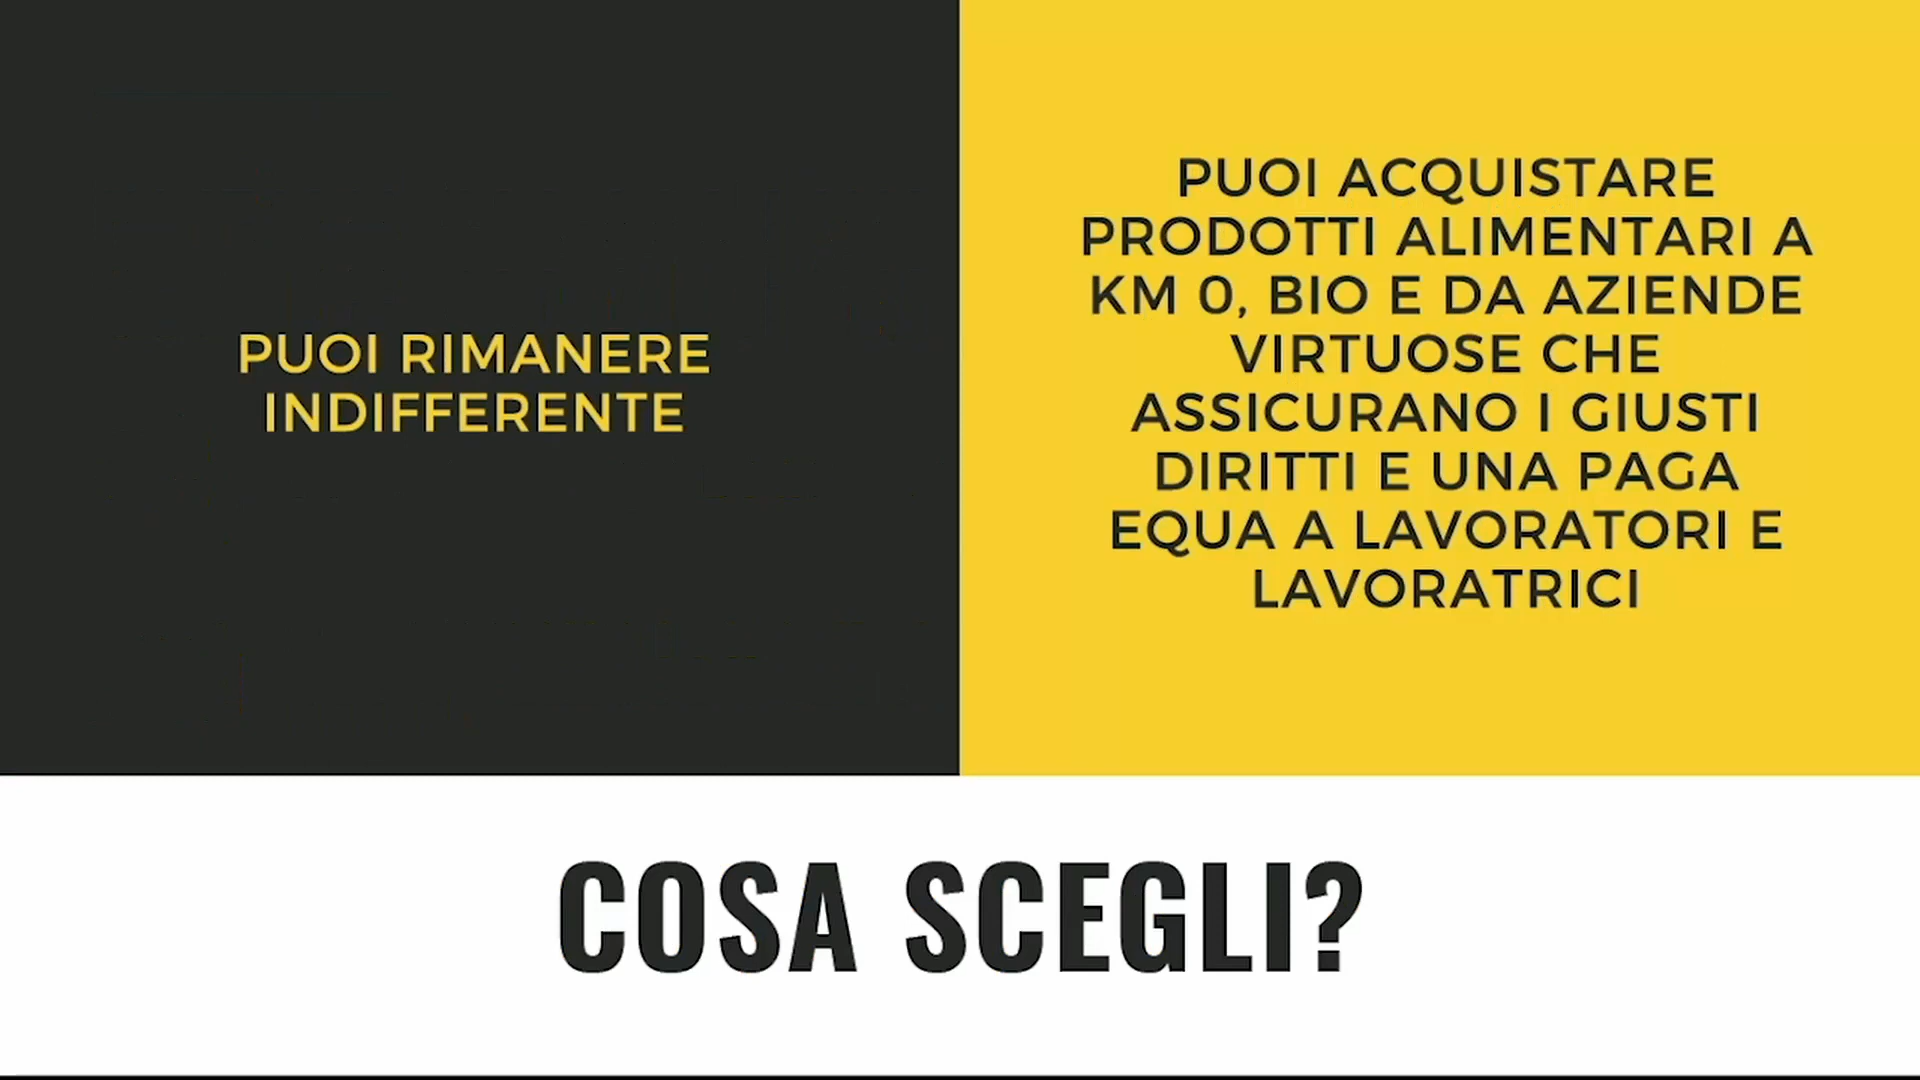 PUOI RIMANERE
INDIFFERENTE
PUOI ACQUISTARE
PRODOTTI ALIMENTARI A
KM 0, BIO E DA AZIENDE
VIRTUOSE CHE
ASSICURANO I GIUSTI
DIRITTI E UNA PAGA
EQUA A LAVORATORI E
LAVORATRICI
COSA SCEGLI?